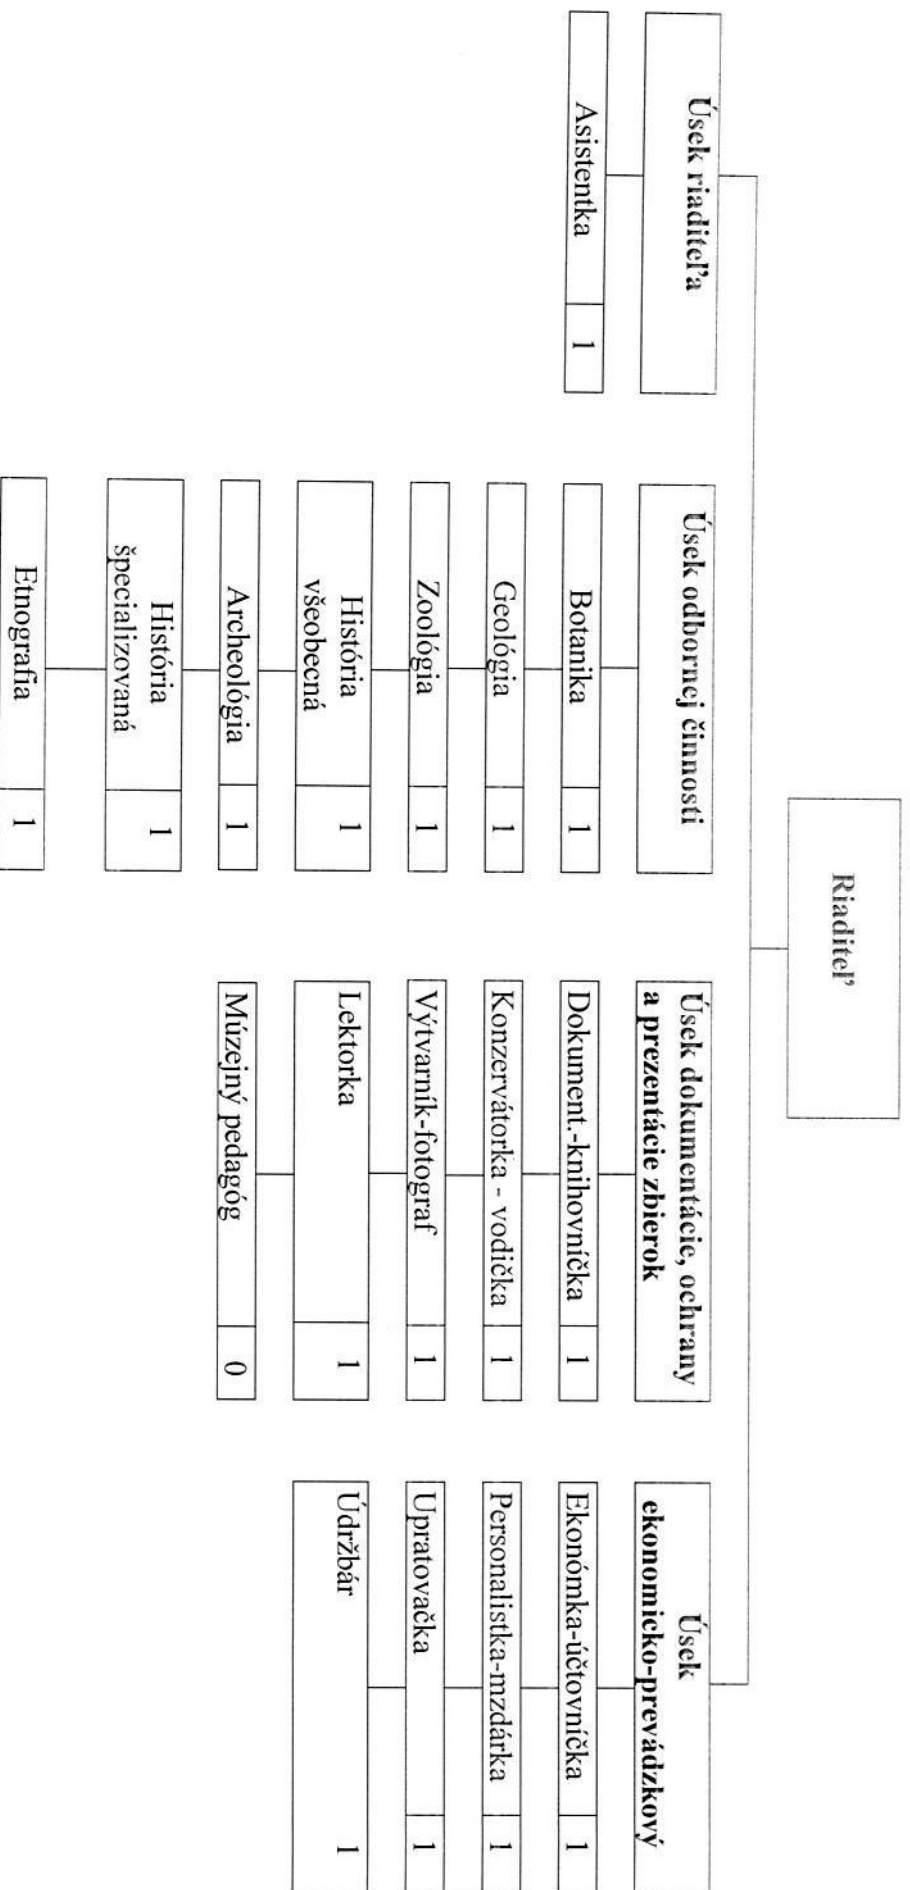 Riaditeľ
Úsek riaditeľa
Asistentka 1
Úsek odbornej činnosti
Botanika 1
Geológia 1
Zoológia 1
História
všeobecná 1
Archeológia 1
História
špecializovaná 1
Etnografia 1
Úsek dokumentácie, ochrany
a prezentácie zbierok
Dokument.-knihovníčka 1
Konzervátorka - vodička 1
Výtvarník-fotograf 1
Lektorka 1
Múzejný pedagóg 0
Úsek
ekonomicko-prevádzkový
Ekonómka-účtovníčka 1
Personalistka-mzdárka 1
Upratovačka 1
Údržbár 1